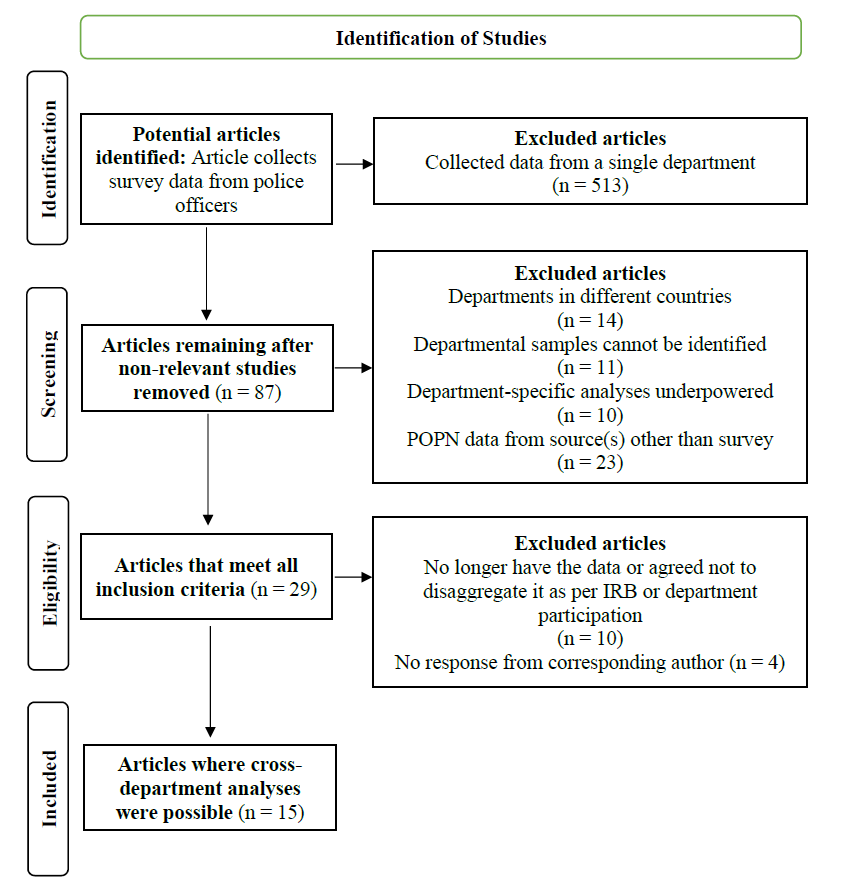 Identification of Studies
Identification
Potential articles
identified: Article collects
survey data from police
officers
Excluded articles
Collected data from a single department
(n = 513)
Screening
Articles remaining after
non-relevant studies
removed (n = 87)
Excluded articles
Departments in different countries
(n = 14)
Departmental samples cannot be identified
(n = 11)
Department-specific analyses underpowered
(n = 10)
POPN data from source(s) other than survey
(n = 23)
Eligibility
Articles that meet all
inclusion criteria (n = 29)
Excluded articles
No longer have the data or agreed not to
disaggregate it as per IRB or department
participation
(n = 10)
No response from corresponding author (n = 4)
Included
Articles where cross-
department analyses
were possible (n = 15)